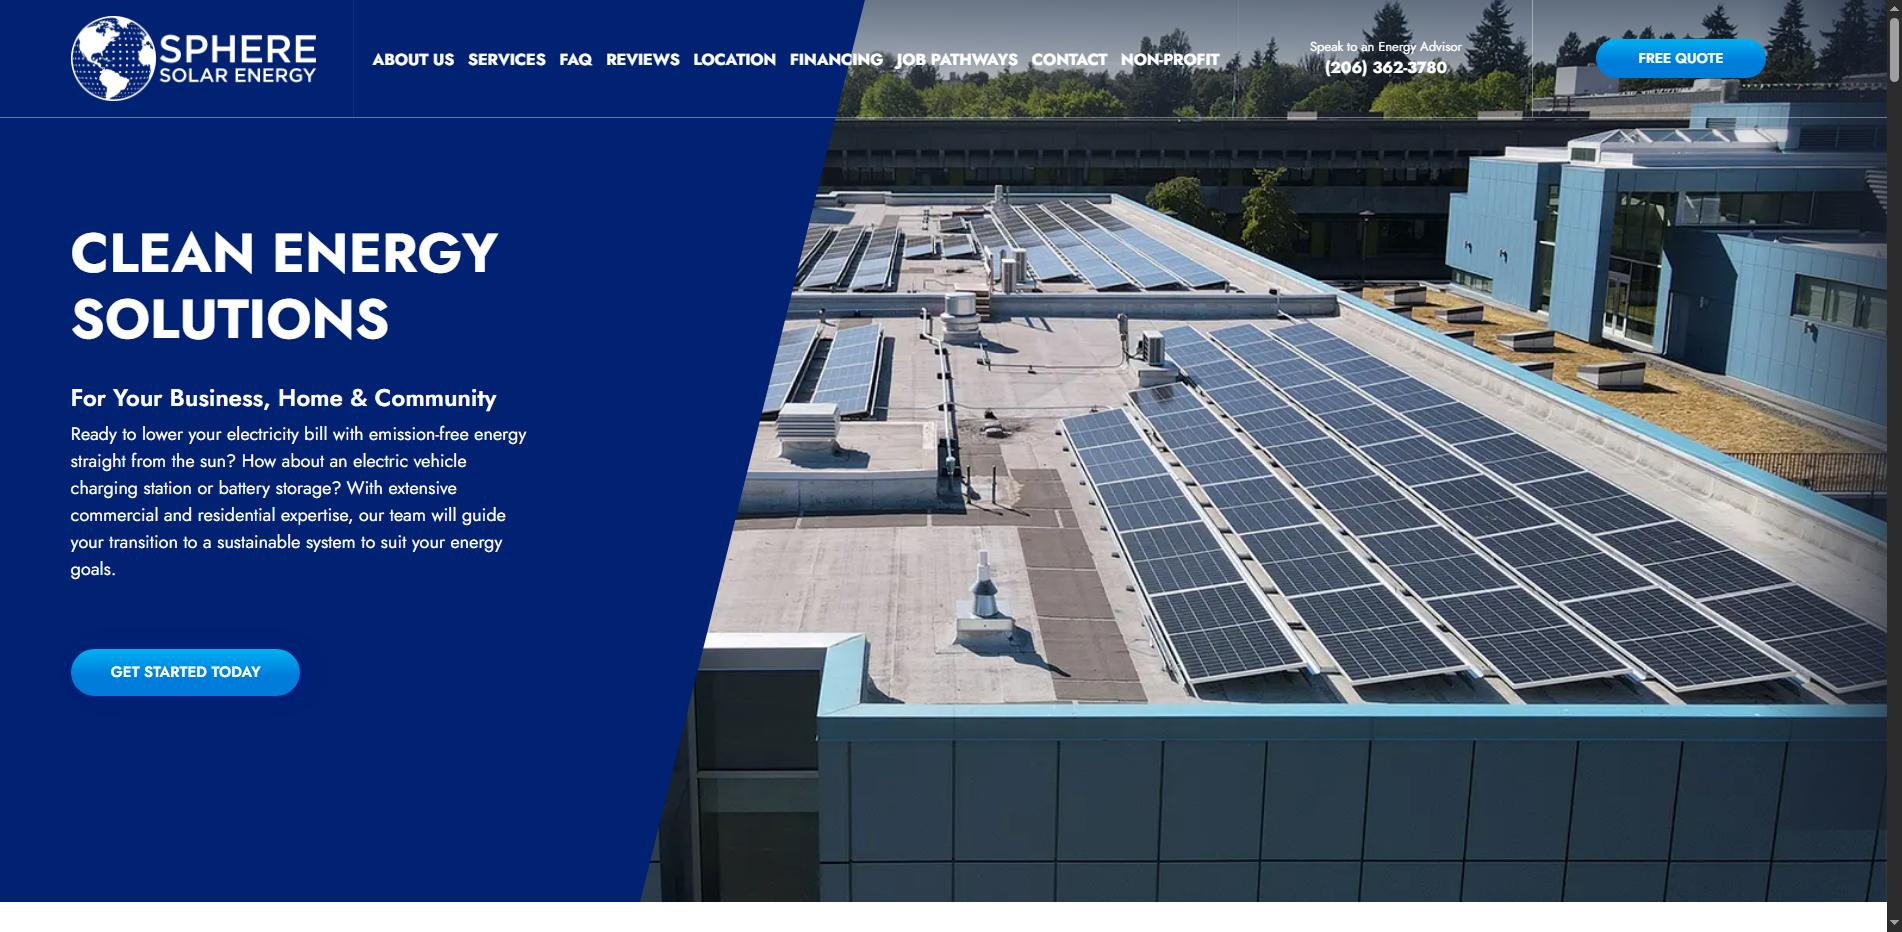 SPHERE
SOLAR ENERGY
ABOUT US SERVICES FAQ REVIEWS LOCATION FINANCING JOB PATHWAYS CONTACT NON-PROFIT
Speak to an Energy Advisor
(206) 362-3780
FREE QUOTE
CLEAN ENERGY
SOLUTIONS
For Your Business, Home & Community
Ready to lower your electricity bill with emission-free energy
straight from the sun? How about an electric vehicle
charging station or battery storage? With extensive
commercial and residential expertise, our team will guide
your transition to a sustainable system to suit your energy
goals.
GET STARTED TODAY